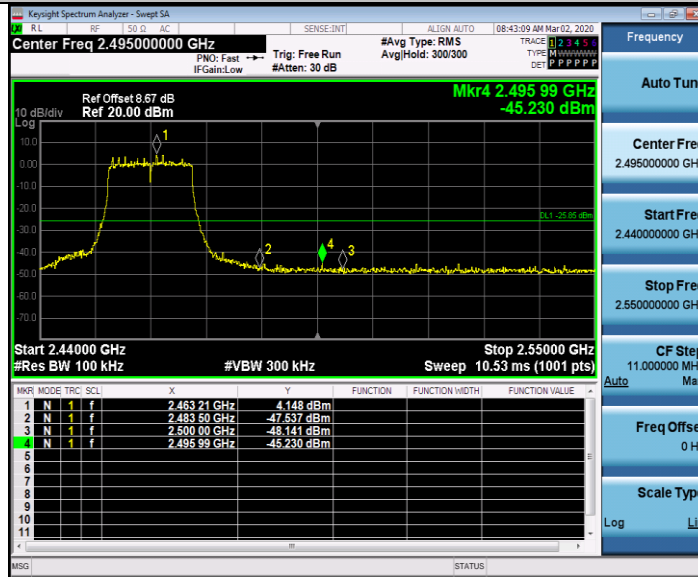 Keysight Spectrum Analyzer - Swept SA
RL RF 50 Ω AC SENSE:INT ALIGN AUTO 08:43:09 AM Mar 02, 2020
Center Freq 2.495000000 GHz
PNO: Fast
IFGain:Low
Trig: Free Run
#Atten: 30 dB
#Avg Type: RMS
Avg|Hold: 300/300
TRACE 1 2 3 4 5 6
TYPE M W W W W W
DET P P P P P P
Ref Offset 8.67 dB
10 dB/div Ref 20.00 dBm
Log
Mkr4 2.495 99 GHz
-45.230 dBm
10.0
0.00
-10.0
-20.0
-30.0
-40.0
-50.0
-60.0
-70.0
1
2
4
3
DL1 -25.85 dBm
Start 2.44000 GHz Stop 2.55000 GHz
#Res BW 100 kHz #VBW 300 kHz Sweep 10.53 ms (1001 pts)
MKR MODE TRC SCL X Y FUNCTION FUNCTION WIDTH FUNCTION VALUE
1 N 1 f 2.463 21 GHz 4.148 dBm
2 N 1 f 2.483 50 GHz -47.537 dBm
3 N 1 f 2.500 00 GHz -48.141 dBm
4 N 1 f 2.495 99 GHz -45.230 dBm
5
6
7
8
9
10
11
MSG STATUS
Frequency
Auto Tun
Center Fre
2.495000000 GH
Start Fre
2.440000000 GH
Stop Fre
2.550000000 GH
CF Step
11.000000 MH
Auto Ma
Freq Offse
0 H
Scale Type
Log Li